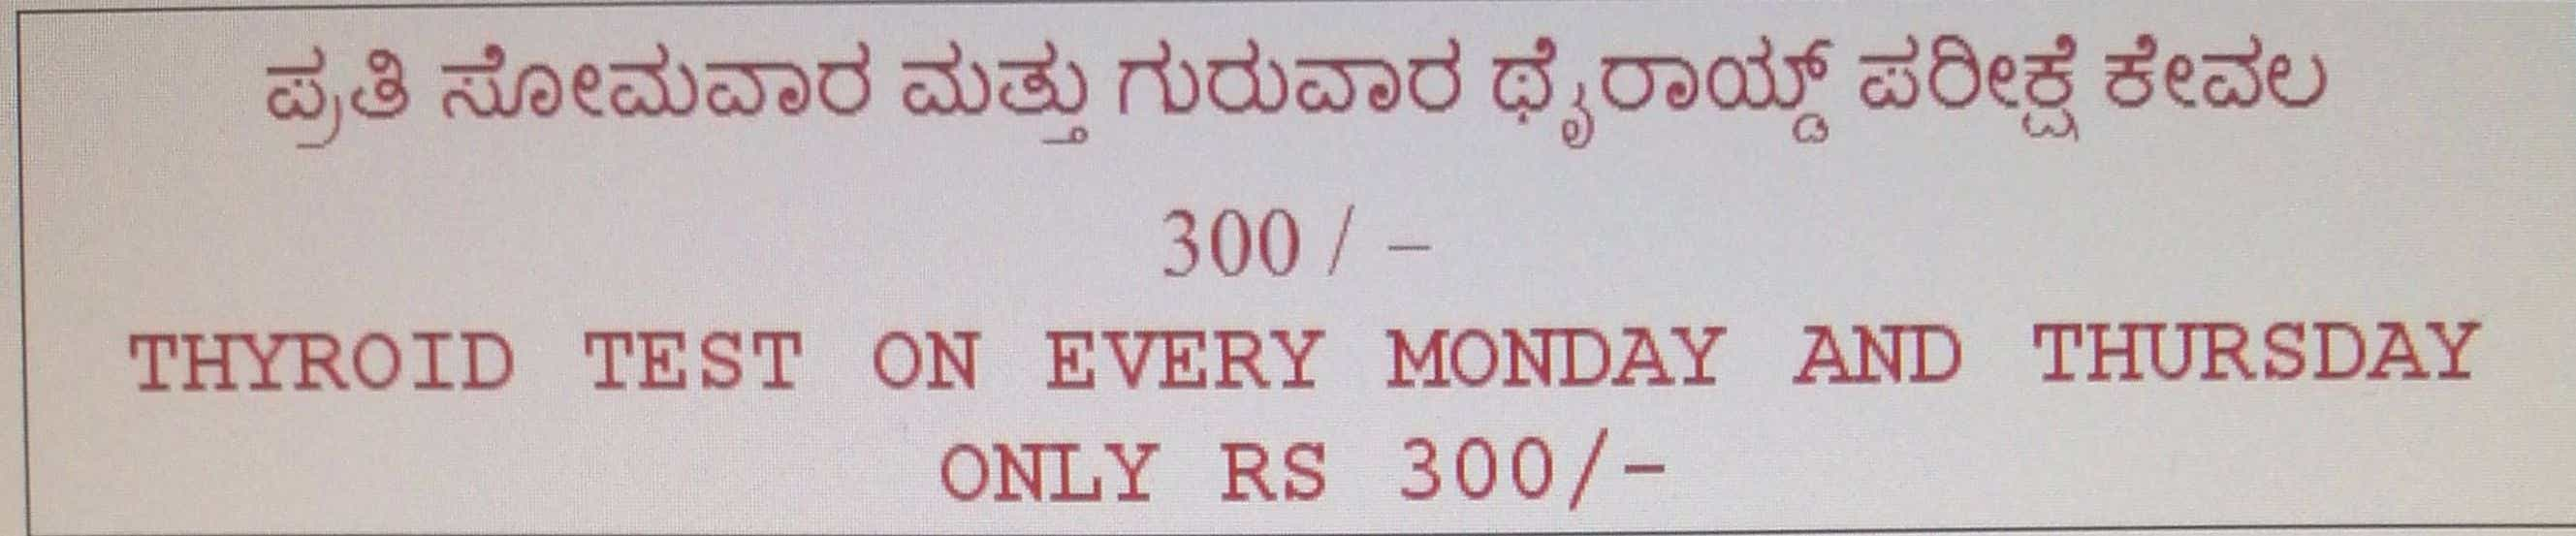 ಪ್ರತಿ ಸೋಮವಾರ ಮತ್ತು ಗುರುವಾರ ಥೈರಾಯ್ಡ್ ಪರೀಕ್ಷೆ ಕೇವಲ
300 / –
THYROID TEST ON EVERY MONDAY AND THURSDAY
ONLY RS 300/-